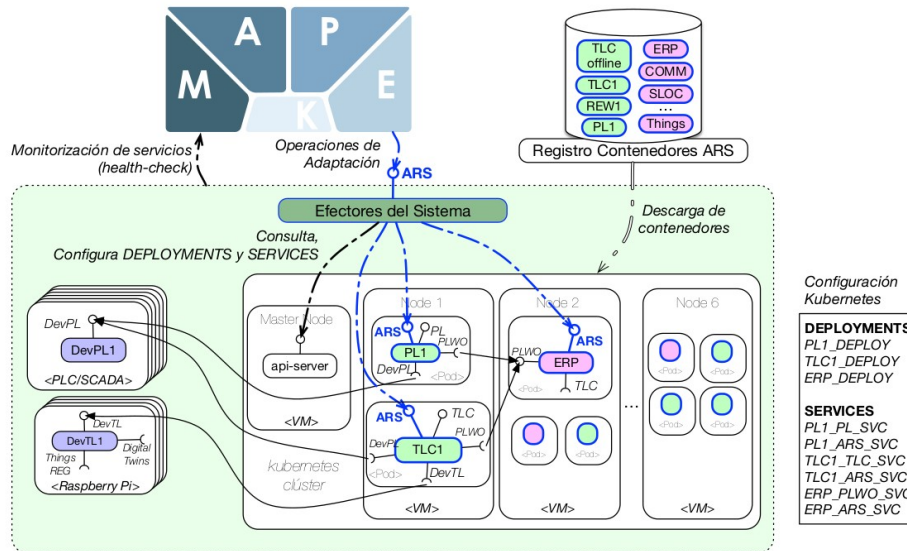 M
A
P
E
K
TLC
offline
TLC1
REW1
PL1
ERP
COMM
SLOC
...
Things
Registro Contenedores ARS
Monitorización de servicios
(health-check)
Operaciones de
Adaptación
ARS
Efectores del Sistema
Descarga de
contenedores
Consulta,
Configura DEPLOYMENTS y SERVICES
DevPL
DevPL1
<PLC/SCADA>
DevTL
DevTL1
Things
REG
Digital
Twins
<Raspberry Pi>
Master Node
api-server
<VM>
kubernetes
clúster
Node 1
ARS
PL
PL1
PLWO
DevPL
<Pod>
ARS
TLC
PLWO
DevPL
TLC1
<Pod>
DevTL
<VM>
Node 2
ARS
PLWO
ERP
<Pod>
TLC
<Pod>
<Pod>
<VM>
...
Node 6
<Pod>
<Pod>
<Pod>
<Pod>
<VM>
Configuración
Kubernetes
DEPLOYMENTS
PL1_DEPLOY
TLC1_DEPLOY
ERP_DEPLOY
SERVICES
PL1_PL_SVC
PL1_ARS_SVC
TLC1_TLC_SVC
TLC1_ARS_SVC
ERP_PLWO_SVC
ERP_ARS_SVC